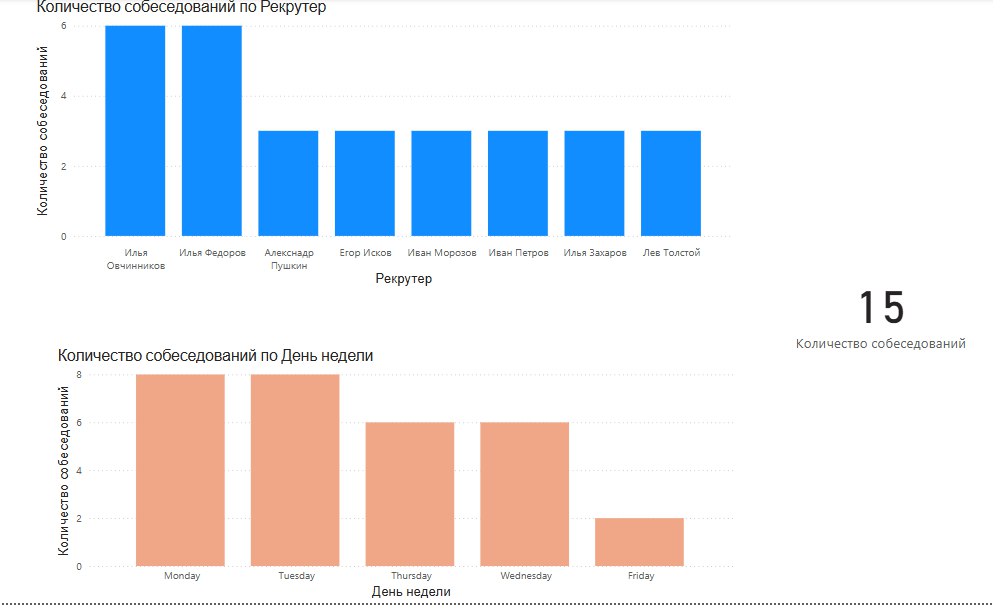 Количество собеседований по Рекрутер
Количество собеседований
6
4
2
0
Илья Овчинников
Илья Федоров
Алекснадр Пушкин
Егор Исков
Иван Морозов
Иван Петров
Илья Захаров
Лев Толстой
Рекрутер
15
Количество собеседований
Количество собеседований по День недели
Количество собеседований
8
6
4
2
0
Monday
Tuesday
Thursday
Wednesday
Friday
День недели